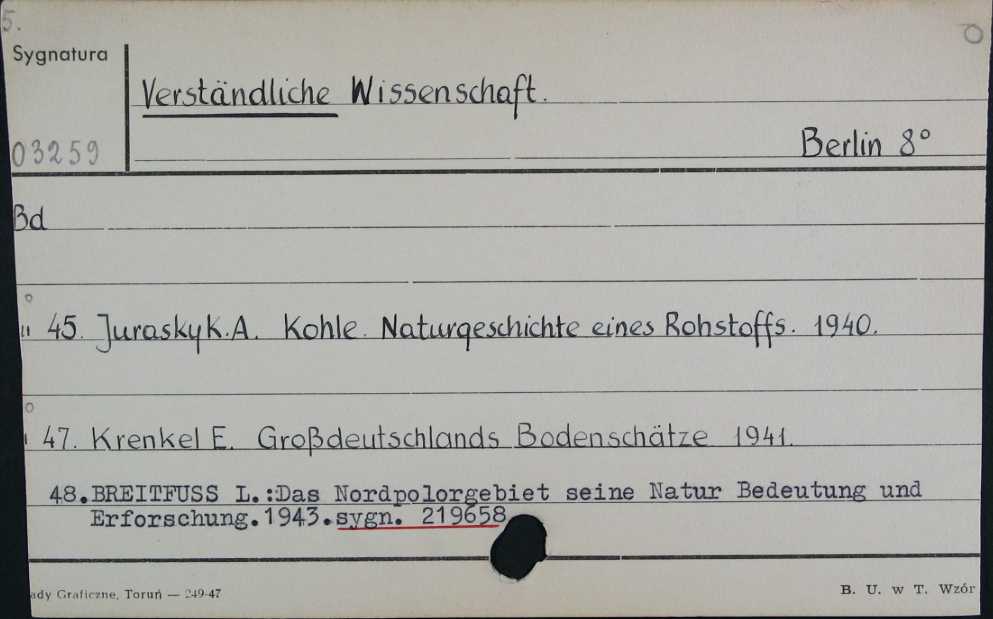 5.
Sygnatura
Verständliche Wissenschaft.
03259
Berlin 8°
Bd
" 45. Jurasky K.A. Kohle. Naturgeschichte eines Rohstoffs. 1940.
" 47. Krenkel E. Großdeutschlands Bodenschätze 1941.
48.BREITFUSS L.:Das Nordpolorgebiet seine Natur Bedeutung und
Erforschung.1943.sygn. 219658
ady Graficzne, Toruń — 249-47
B. U. w T. Wzór